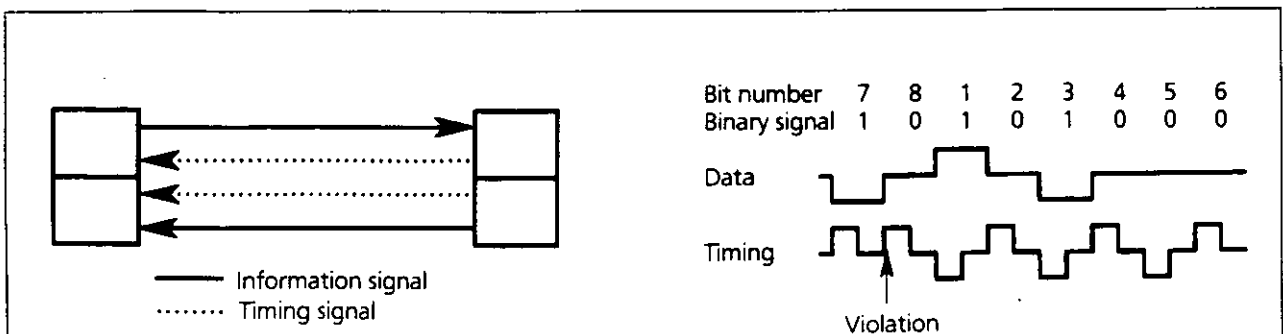 Bit number 7 8 1 2 3 4 5 6
Binary signal 1 0 1 0 1 0 0 0
Data
Timing
Violation
Information signal
Timing signal